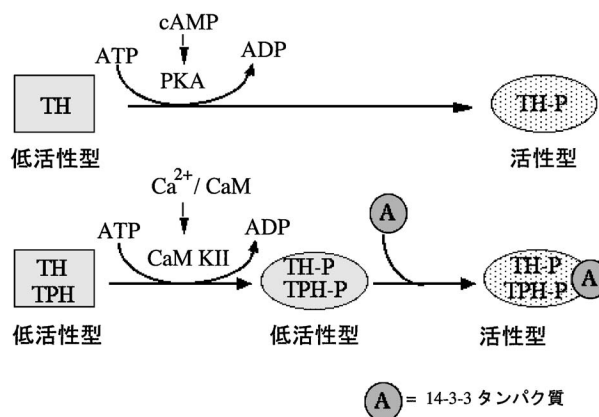 cAMP
ATP
ADP
PKA
TH
TH-P
低活性型
活性型
Ca2+/ CaM
A
ATP
ADP
CaM KII
TH
TPH
TH-P
TPH-P
TH-P
TPH-P
A
低活性型
低活性型
活性型
A = 14-3-3 タンパク質